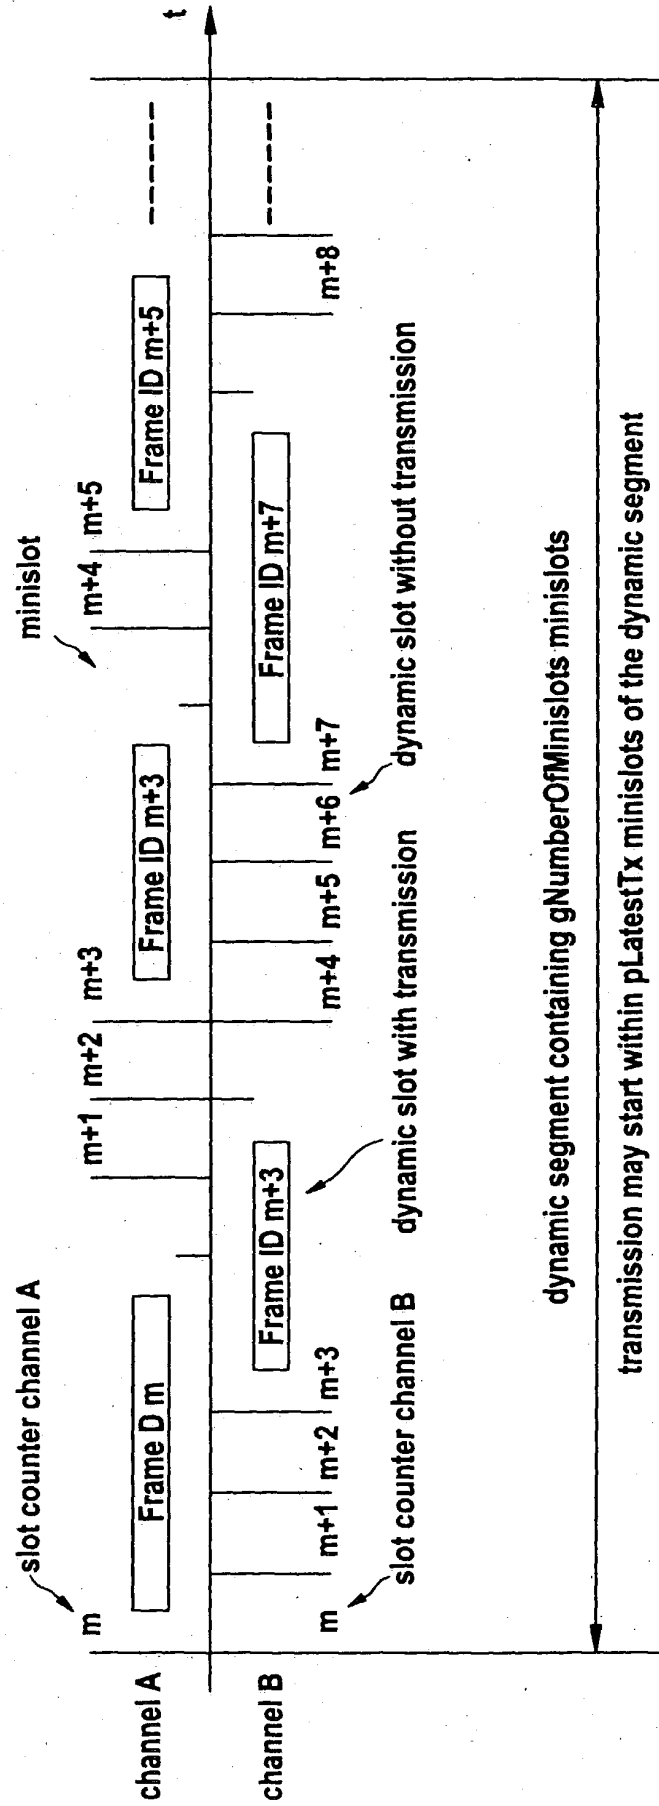 slot counter channel A
minislot
m
m+1
m+2
m+3
m+4
m+5
t
channel A
Frame D m
Frame ID m+3
Frame ID m+5
channel B
Frame ID m+3
Frame ID m+7
m
m+1
m+2
m+3
m+4
m+5
m+6
m+7
m+8
slot counter channel B
dynamic slot with transmission
dynamic slot without transmission
dynamic segment containing gNumberOfMinislots minislots
transmission may start within pLatestTx minislots of the dynamic segment